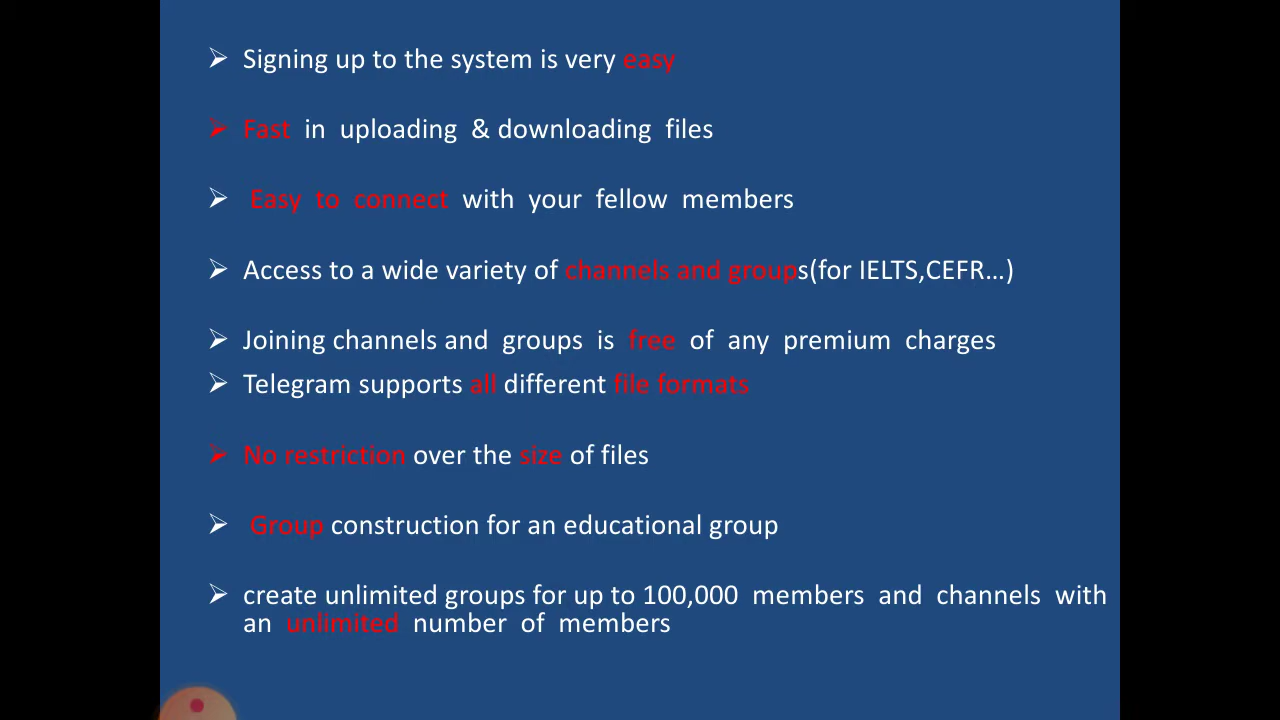 Signing up to the system is very easy
Fast in uploading & downloading files
Easy to connect with your fellow members
Access to a wide variety of channels and groups(for IELTS,CEFR…)
Joining channels and groups is free of any premium charges
Telegram supports all different file formats
No restriction over the size of files
Group construction for an educational group
create unlimited groups for up to 100,000 members and channels with
an unlimited number of members